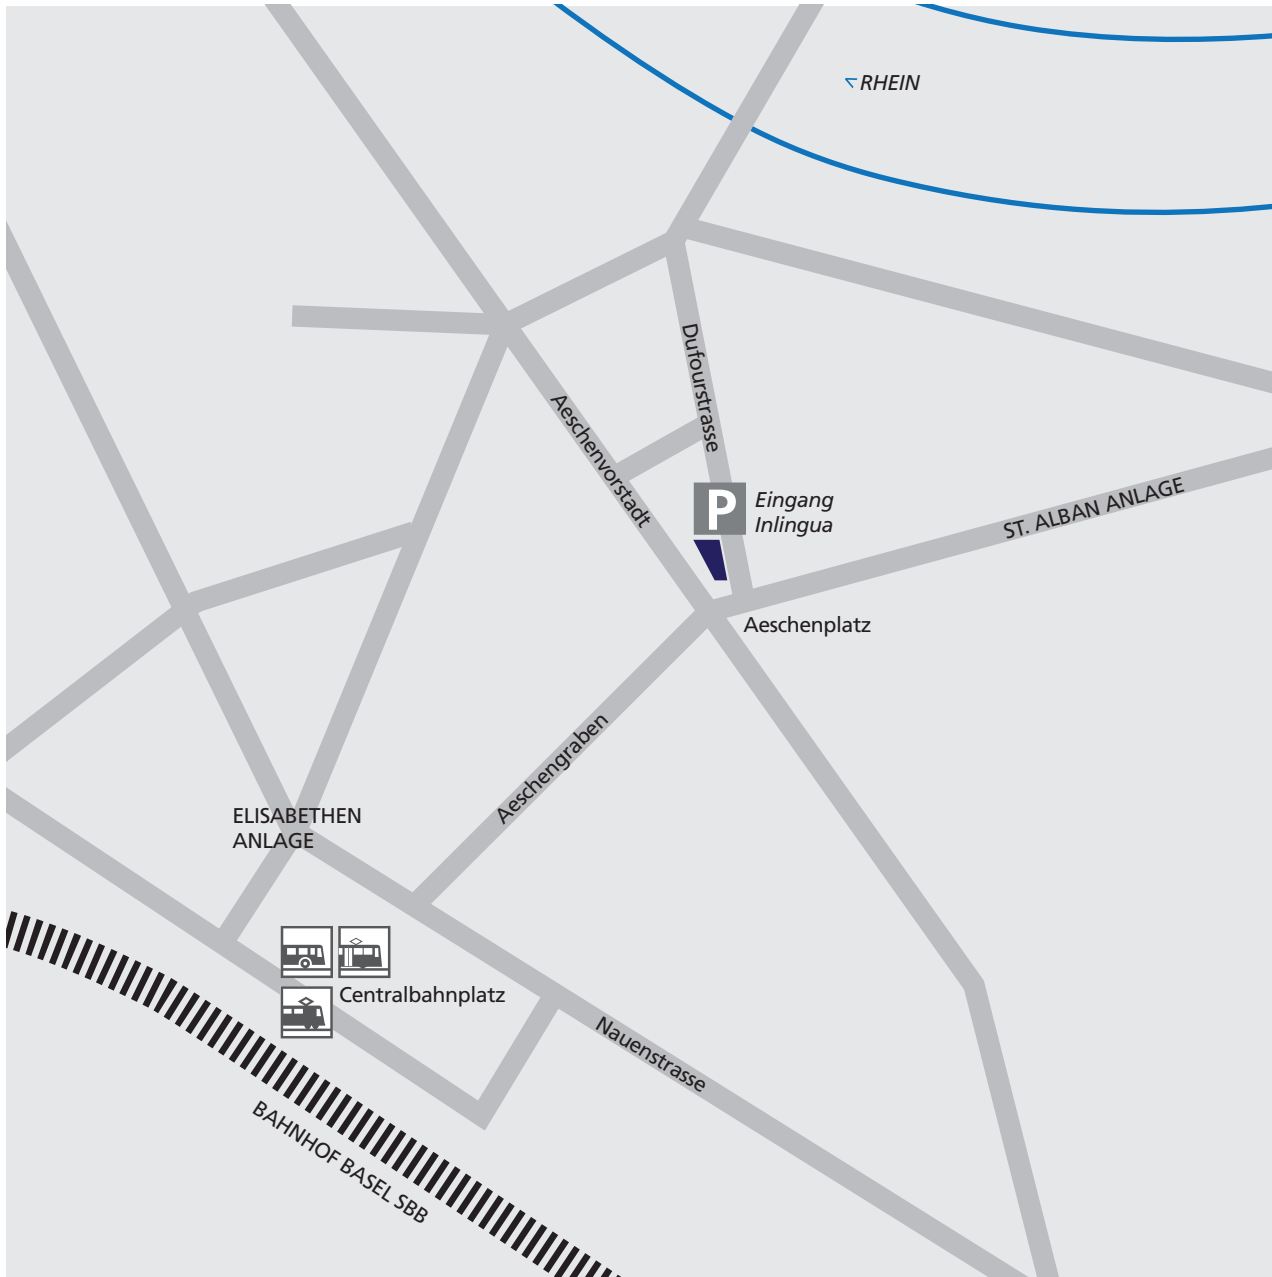 RHEIN
Dufourstrasse
Aeschenvorstadt
P
Eingang
Inlingua
ST. ALBAN ANLAGE
Aeschenplatz
Aeschengraben
ELISABETHEN
ANLAGE
Centralbahnplatz
Nauenstrasse
BAHNHOF BASEL SBB